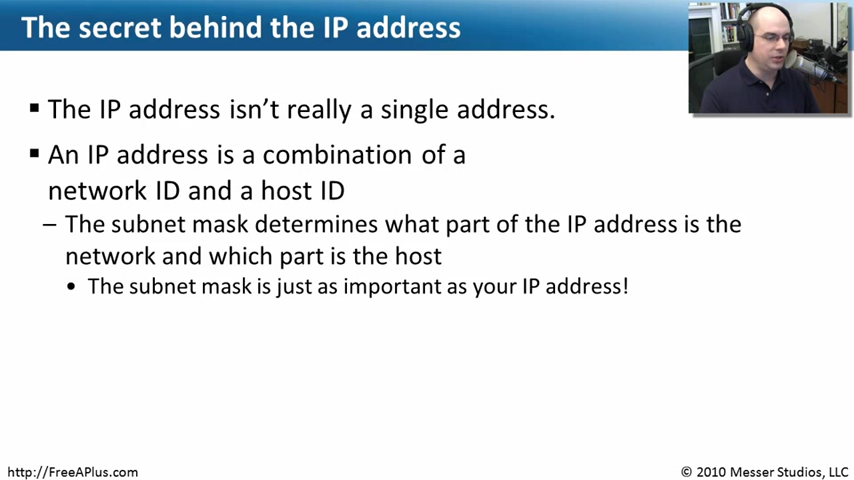 The secret behind the IP address
▪ The IP address isn't really a single address.
▪ An IP address is a combination of a
network ID and a host ID
– The subnet mask determines what part of the IP address is the
network and which part is the host
• The subnet mask is just as important as your IP address!
http://FreeAPlus.com
© 2010 Messer Studios, LLC